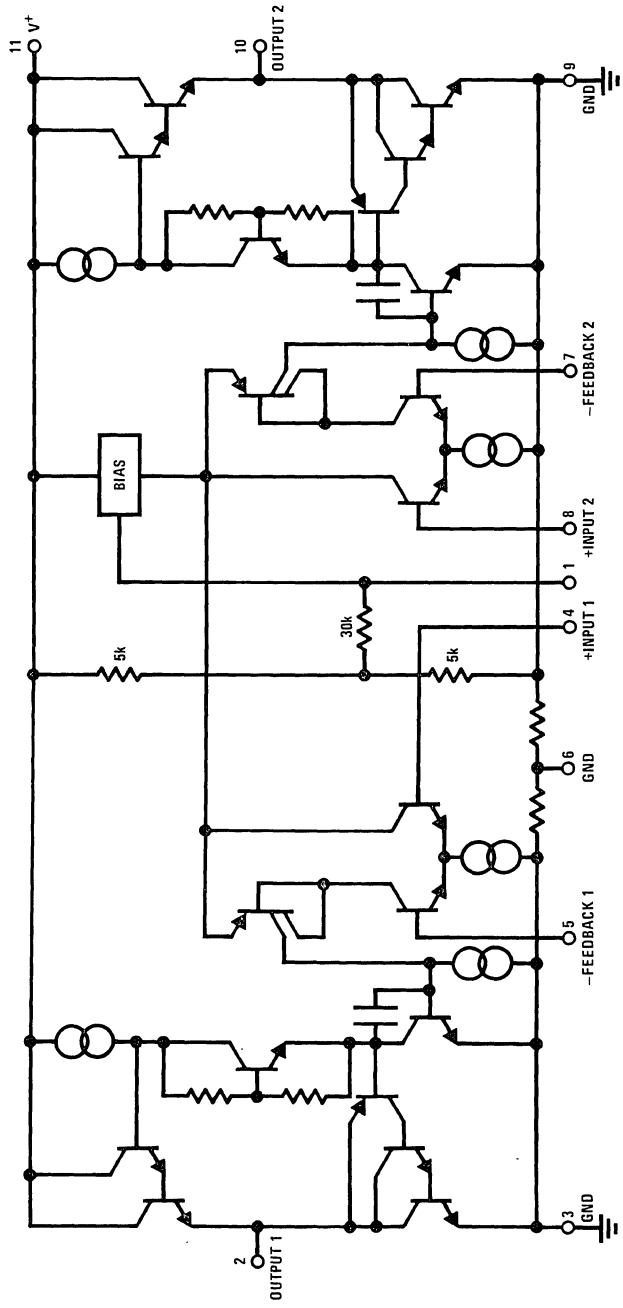 11 V+
10
OUTPUT 2
9
GND
BIAS
7
−FEEDBACK 2
8
+INPUT 2
1
30k
4
+INPUT 1
5k
5k
6
GND
5
−FEEDBACK 1
2
OUTPUT 1
3
GND